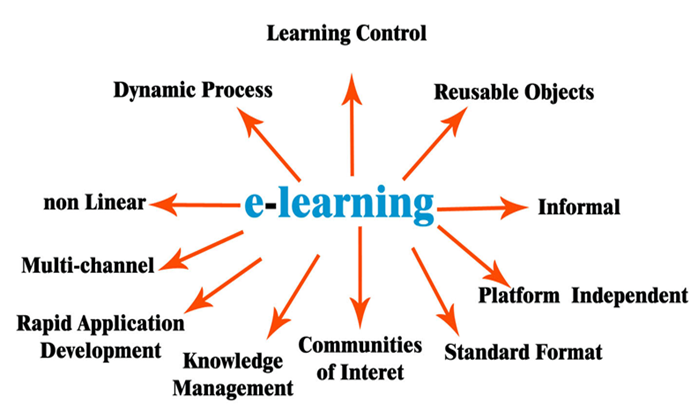 Learning Control
Dynamic Process
Reusable Objects
non Linear
e-learning
Informal
Multi-channel
Platform Independent
Rapid Application
Development
Knowledge
Management
Communities
of Interet
Standard Format